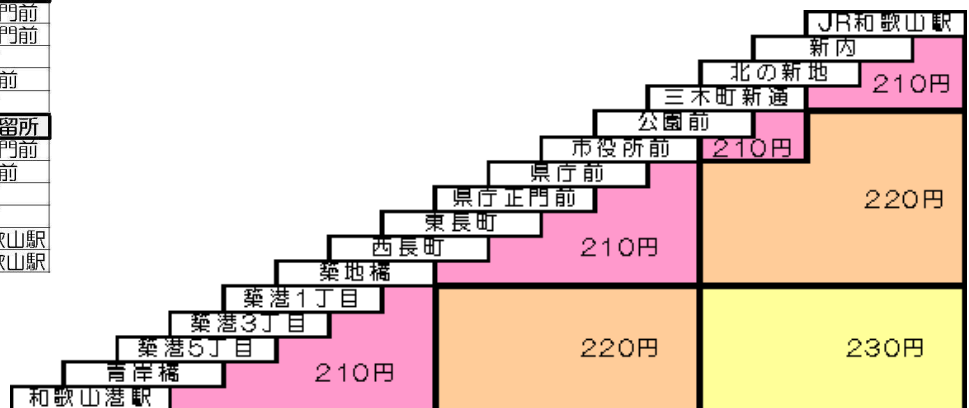 門前
門前
前
留所
門前
前
歌山駅
歌山駅
JR和歌山駅
新内
北の新地
210円
三木町新通
公園前
市役所前
210円
県庁前
県庁正門前
220円
東長町
西長町
210円
築地橋
築港1丁目
築港3丁目
築港5丁目
220円
230円
青岸橋
210円
和歌山港駅